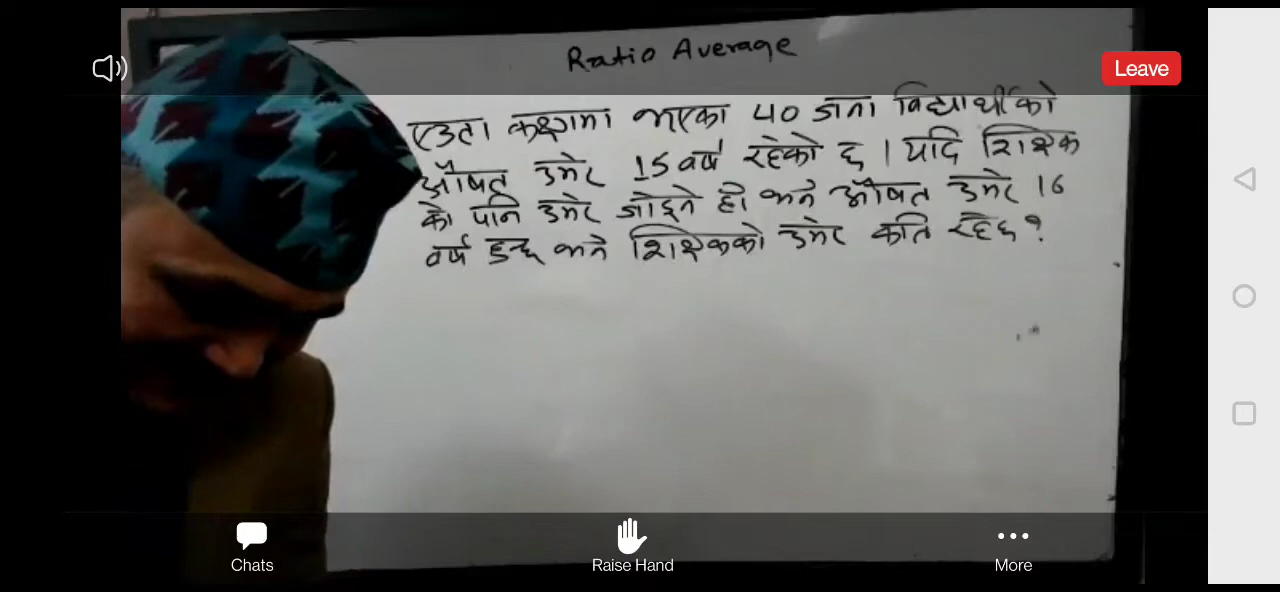 Ratio Average
Leave
एउटा कक्षामा भएका 40 जना विद्यार्थीको
औषत उमेर 15 वर्ष रहेको छ । यदि शिक्षक
को पनि उमेर जोड्ने हो भने औषत उमेर 16
वर्ष हुन्छ भने शिक्षिकको उमेर कति रहेछ ?
Chats
Raise Hand
More